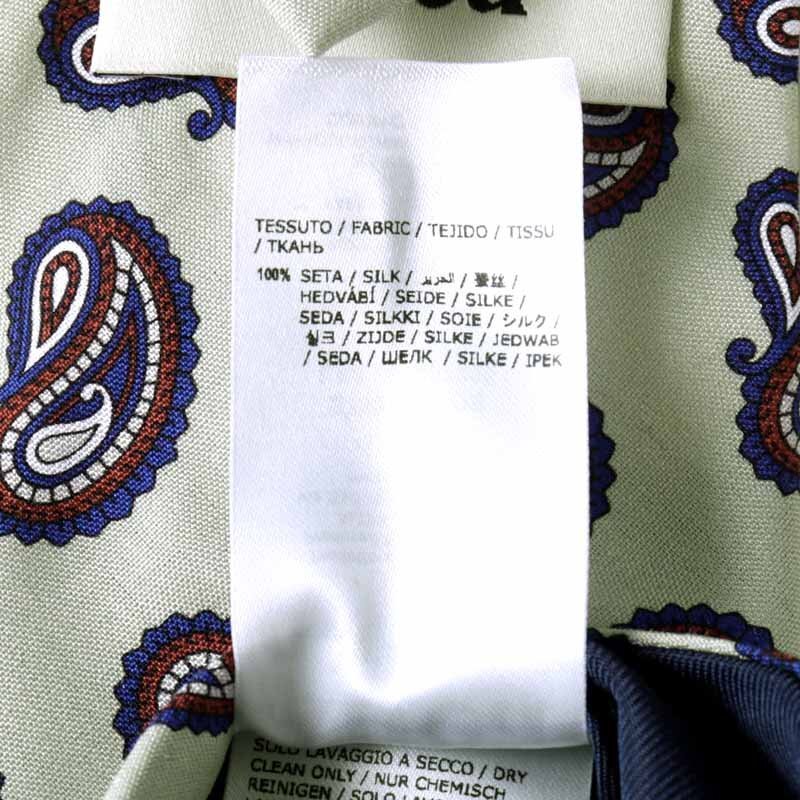 TESSUTO / FABRIC / TEJIDO / TISSU
/ ТКАНЬ
100% SETA / SILK / الحرير / 蚕丝 /
HEDVÁBÍ / SEIDE / SILKE /
SEDA / SILKKI / SOIE / シルク /
실크 / ZIJDE / SILKE / JEDWAB
/ SEDA / ШЕЛК / SILKE / IPEK
SOLO LAVAGGIO A SECCO / DRY
CLEAN ONLY / NUR CHEMISCH
REINIGEN / SOLO